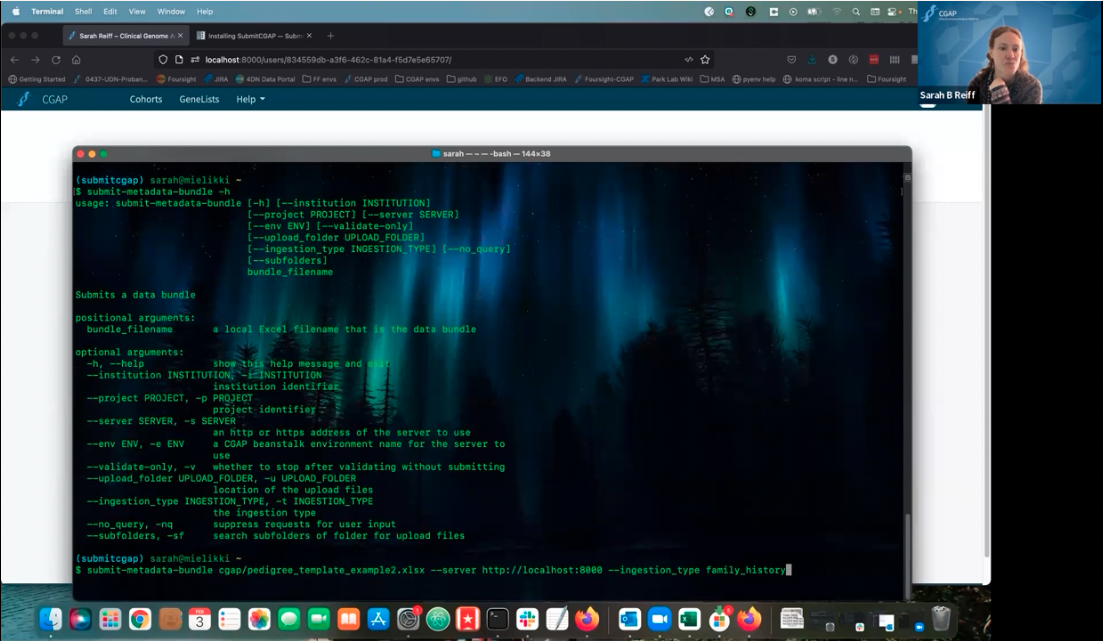 Terminal Shell Edit View Window Help
CGAP
Sarah Reiff – Clinical Genome A
Installing SubmitCGAP — Subm
localhost:8000/users/834559db-a3f6-462c-81a4-f5d7e5e65707/
Getting Started 0437-UDN-Proban... Foursight JIRA 4DN Data Portal FF envs CGAP prod CGAP envs github EFO Backend JIRA Foursight-CGAP Park Lab Wiki MSA pyenv help koma script - line n... Foursight
Sarah B Reiff
CGAP Cohorts GeneLists Help
sarah — -bash — 144×38
(submitcgap) sarah@mielikki ~
$ submit-metadata-bundle -h
usage: submit-metadata-bundle [-h] [--institution INSTITUTION]
[--project PROJECT] [--server SERVER]
[--env ENV] [--validate-only]
[--upload_folder UPLOAD_FOLDER]
[--ingestion_type INGESTION_TYPE] [--no_query]
[--subfolders]
bundle_filename
Submits a data bundle
positional arguments:
bundle_filename a local Excel filename that is the data bundle
optional arguments:
-h, --help show this help message and exit
--institution INSTITUTION, -i INSTITUTION
institution identifier
--project PROJECT, -p PROJECT
project identifier
--server SERVER, -s SERVER
an http or https address of the server to use
--env ENV, -e ENV a CGAP beanstalk environment name for the server to
use
--validate-only, -v whether to stop after validating without submitting
--upload_folder UPLOAD_FOLDER, -u UPLOAD_FOLDER
location of the upload files
--ingestion_type INGESTION_TYPE, -t INGESTION_TYPE
the ingestion type
--no_query, -nq suppress requests for user input
--subfolders, -sf search subfolders of folder for upload files
(submitcgap) sarah@mielikki ~
$ submit-metadata-bundle cgap/pedigree_template_example2.xlsx --server http://localhost:8000 --ingestion_type family_history
FEB
3